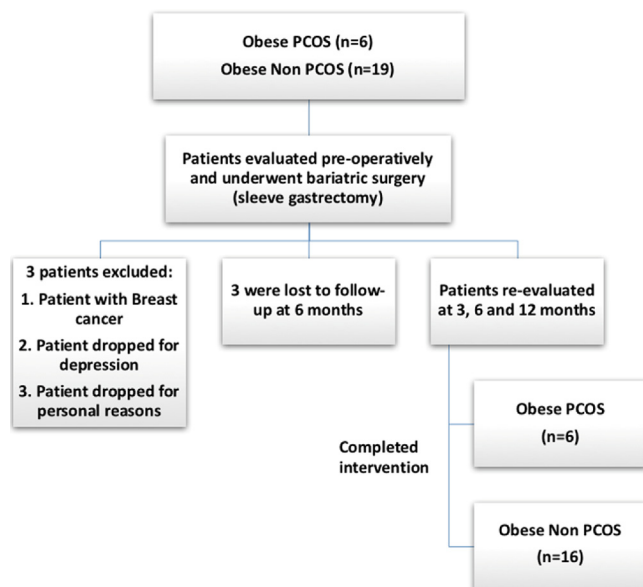 Obese PCOS (n=6)
Obese Non PCOS (n=19)
Patients evaluated pre-operatively
and underwent bariatric surgery
(sleeve gastrectomy)
3 patients excluded:
1. Patient with Breast
cancer
2. Patient dropped for
depression
3. Patient dropped for
personal reasons
3 were lost to follow-
up at 6 months
Patients re-evaluated
at 3, 6 and 12 months
Completed
intervention
Obese PCOS
(n=6)
Obese Non PCOS
(n=16)